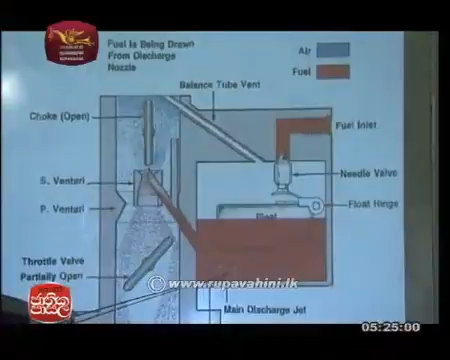 Fuel Is Being Drawn
From Discharge
Nozzle
Air
Fuel
Balance Tube Vent
Choke (Open)
Fuel Inlet
S. Venturi
Needle Valve
P. Venturi
Float Hinge
Float
Throttle Valve
Partially Open
© www.rupavahini.lk
ජාතික
පාසල
Main Discharge Jet
05:25:00